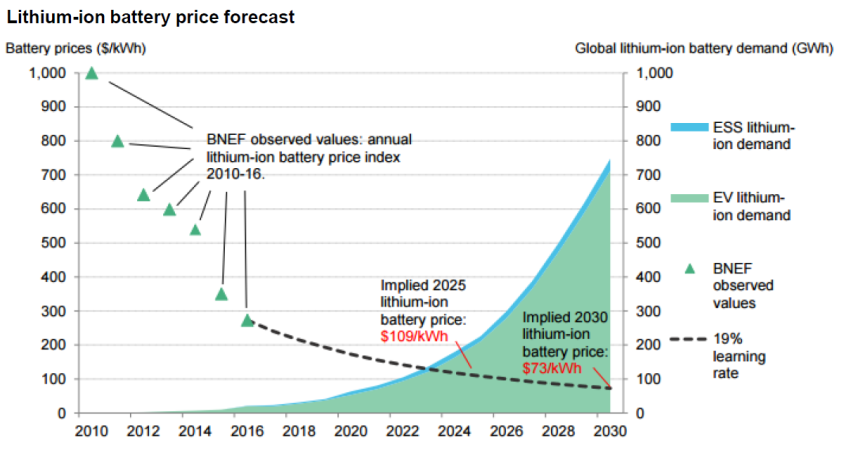 Lithium-ion battery price forecast
Battery prices ($/kWh)
Global lithium-ion battery demand (GWh)
1,000
900
800
700
600
500
400
300
200
100
0
BNEF observed values: annual
lithium-ion battery price index
2010-16.
Implied 2025
lithium-ion
battery price:
$109/kWh
Implied 2030
lithium-ion
battery price:
$73/kWh
1,000
900
800
700
600
500
400
300
200
100
0
2010 2012 2014 2016 2018 2020 2022 2024 2026 2028 2030
ESS lithium-
ion demand
EV lithium-
ion demand
BNEF
observed
values
19%
learning
rate